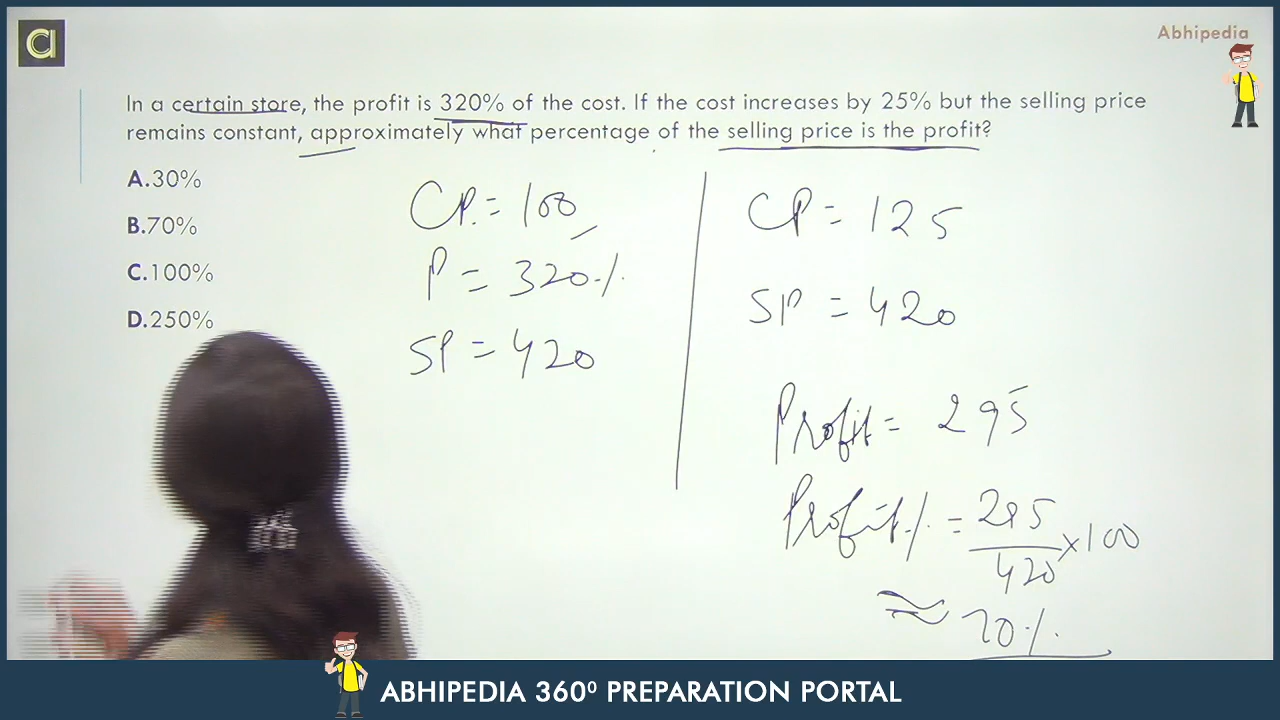 Abhipedia
In a certain store, the profit is 320% of the cost. If the cost increases by 25% but the selling price
remains constant, approximately what percentage of the selling price is the profit?
A.30%
B.70%
C.100%
D.250%
CP = 100
P = 320%
SP = 420
CP = 125
SP = 420
Profit = 295
Profit % = 295/420 × 100
≈ 70%
ABHIPEDIA 360⁰ PREPARATION PORTAL